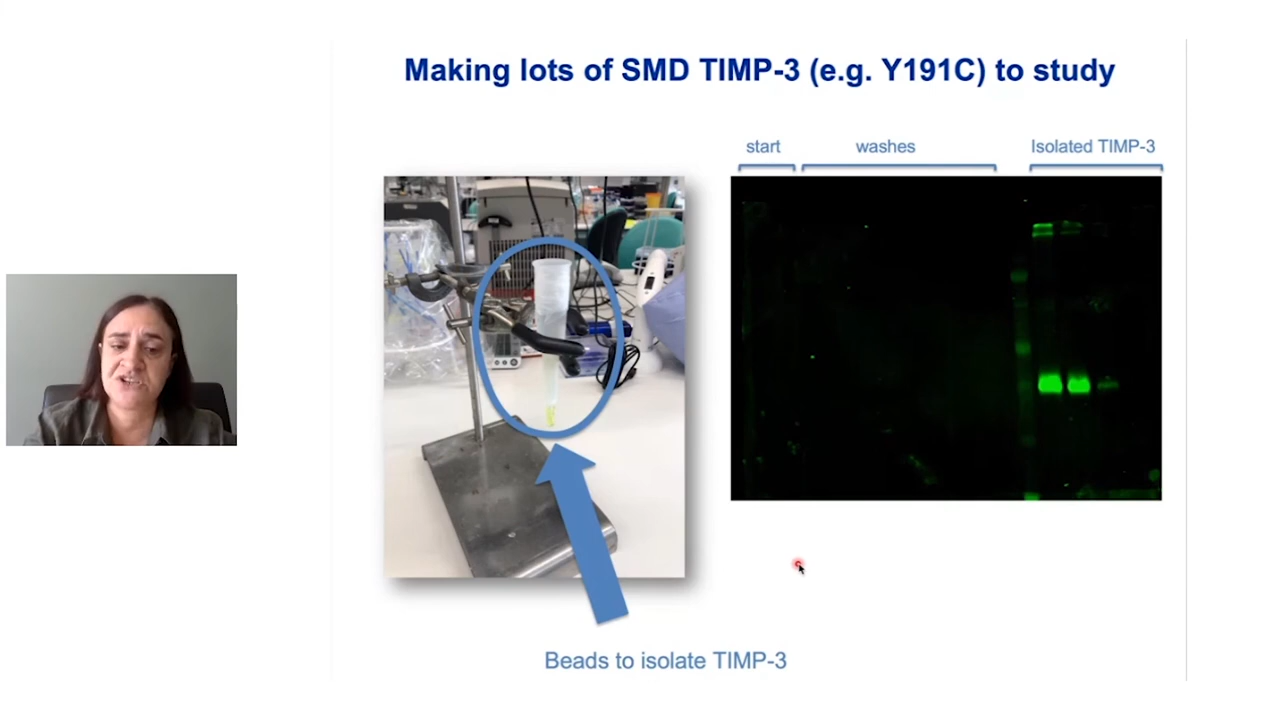 Making lots of SMD TIMP-3 (e.g. Y191C) to study
start
washes
Isolated TIMP-3
Beads to isolate TIMP-3